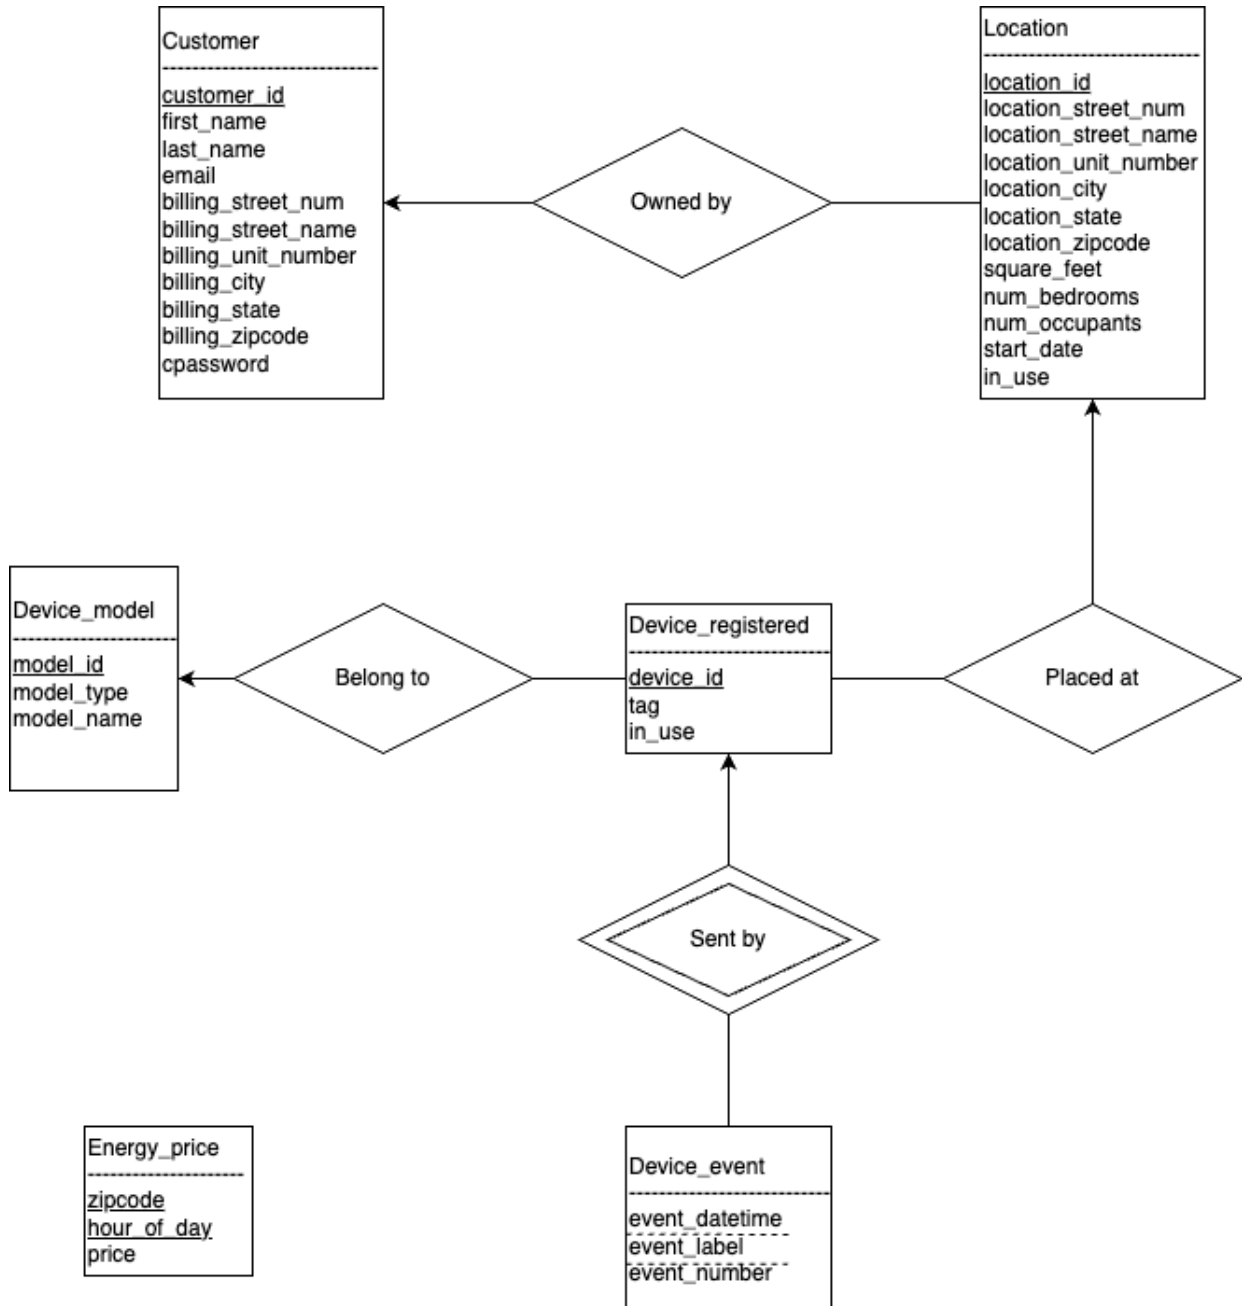 Customer
customer_id
first_name
last_name
email
billing_street_num
billing_street_name
billing_unit_number
billing_city
billing_state
billing_zipcode
cpassword
Owned by
Location
location_id
location_street_num
location_street_name
location_unit_number
location_city
location_state
location_zipcode
square_feet
num_bedrooms
num_occupants
start_date
in_use
Device_model
model_id
model_type
model_name
Belong to
Device_registered
device_id
tag
in_use
Placed at
Sent by
Energy_price
zipcode
hour_of_day
price
Device_event
event_datetime
event_label
event_number